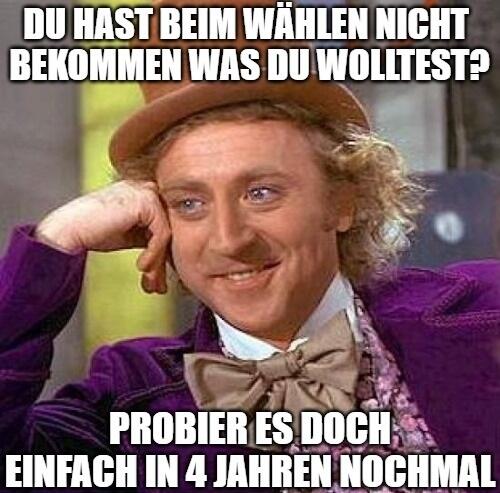 DU HAST BEIM WÄHLEN NICHT
BEKOMMEN WAS DU WOLLTEST?
PROBIER ES DOCH
EINFACH IN 4 JAHREN NOCHMAL